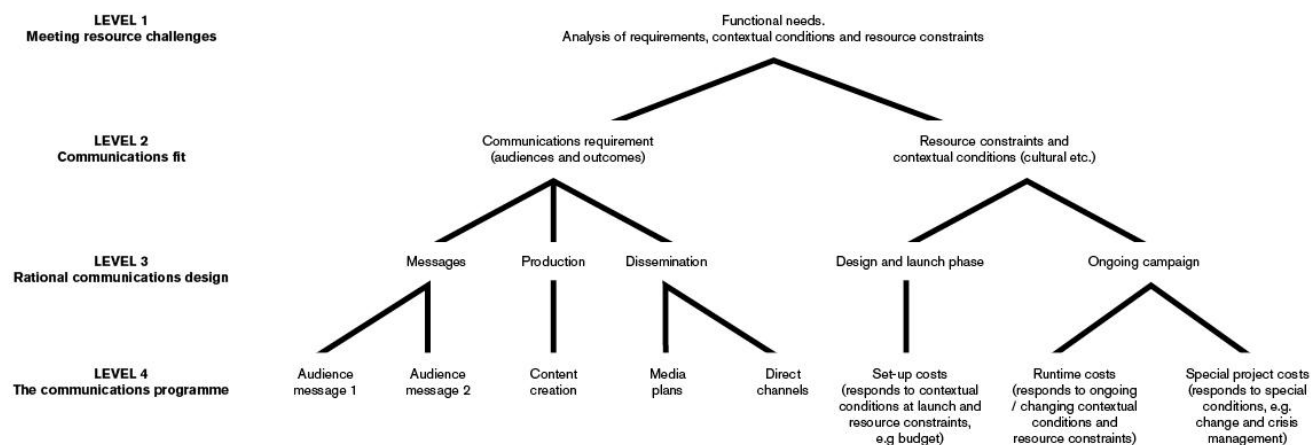 LEVEL 1
Meeting resource challenges
Functional needs.
Analysis of requirements, contextual conditions and resource constraints
LEVEL 2
Communications fit
Communications requirement
(audiences and outcomes)
Resource constraints and
contextual conditions (cultural etc.)
LEVEL 3
Rational communications design
Messages
Production
Dissemination
Design and launch phase
Ongoing campaign
LEVEL 4
The communications programme
Audience
message 1
Audience
message 2
Content
creation
Media
plans
Direct
channels
Set-up costs
(responds to contextual
conditions at launch and
resource constraints,
e.g budget)
Runtime costs
(responds to ongoing
/ changing contextual
conditions and
resource constraints)
Special project costs
(responds to special
conditions, e.g.
change and crisis
management)